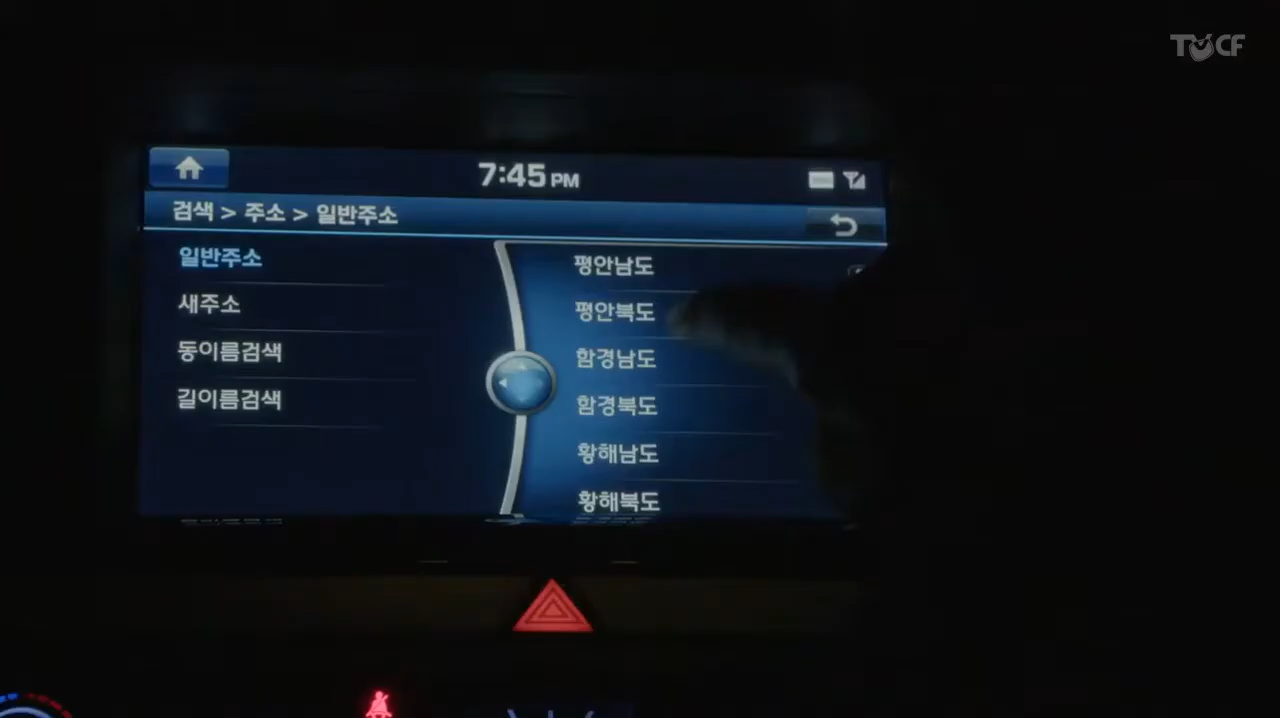 TVCF
7:45 PM
검색 > 주소 > 일반주소
일반주소
새주소
동이름검색
길이름검색
평안남도
평안북도
함경남도
함경북도
황해남도
황해북도